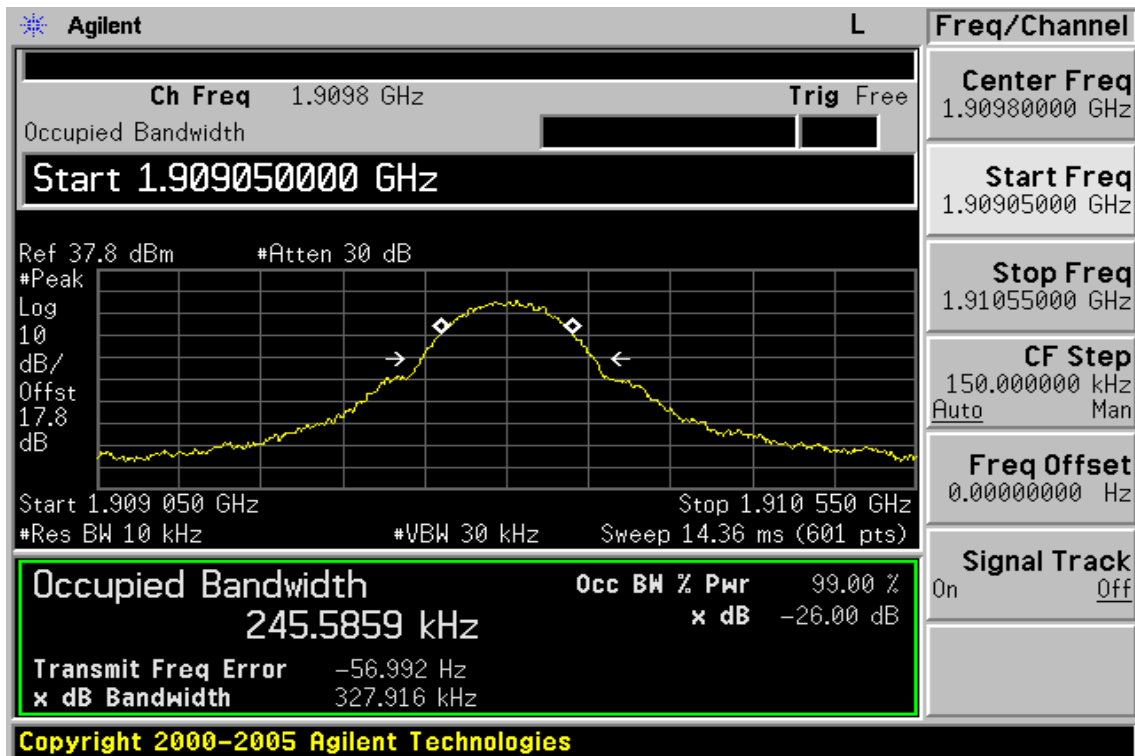 Agilent
L
Freq/Channel
Ch Freq 1.9098 GHz
Trig Free
Occupied Bandwidth
Start 1.909050000 GHz
Ref 37.8 dBm #Atten 30 dB
#Peak
Log
10
dB/
Offst
17.8
dB
Start 1.909 050 GHz
Stop 1.910 550 GHz
#Res BW 10 kHz #VBW 30 kHz Sweep 14.36 ms (601 pts)
Occupied Bandwidth
245.5859 kHz
Occ BW % Pwr 99.00 %
x dB -26.00 dB
Transmit Freq Error -56.992 Hz
x dB Bandwidth 327.916 kHz
Center Freq
1.90980000 GHz
Start Freq
1.90905000 GHz
Stop Freq
1.91055000 GHz
CF Step
150.000000 kHz
Auto Man
Freq Offset
0.00000000 Hz
Signal Track
On Off
Copyright 2000-2005 Agilent Technologies